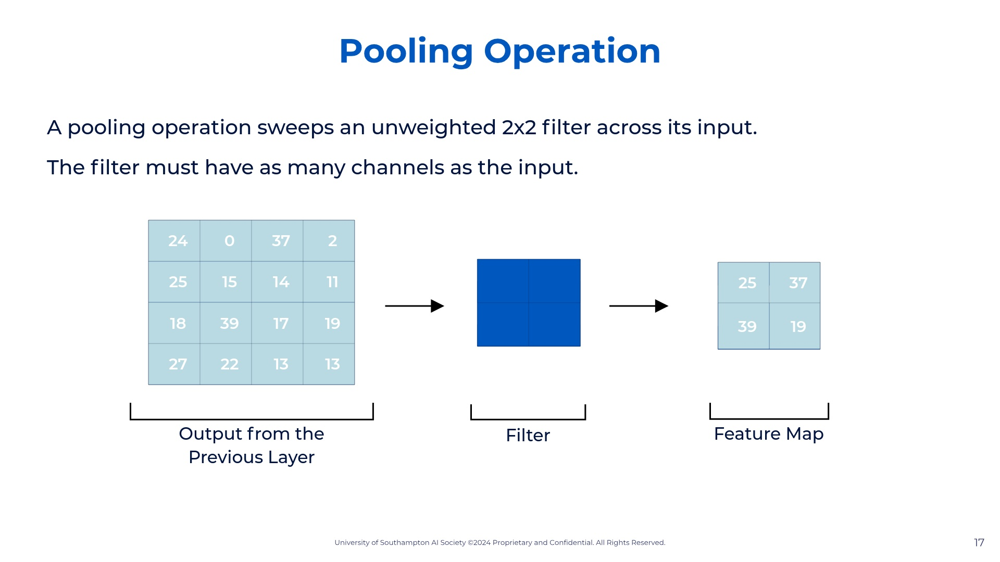 Pooling Operation
A pooling operation sweeps an unweighted 2x2 filter across its input.
The filter must have as many channels as the input.
24 0 37 2
25 15 14 11
18 39 17 19
27 22 13 13
25 37
39 19
Output from the
Previous Layer
Filter
Feature Map
University of Southampton AI Society ©2024 Proprietary and Confidential. All Rights Reserved.
17